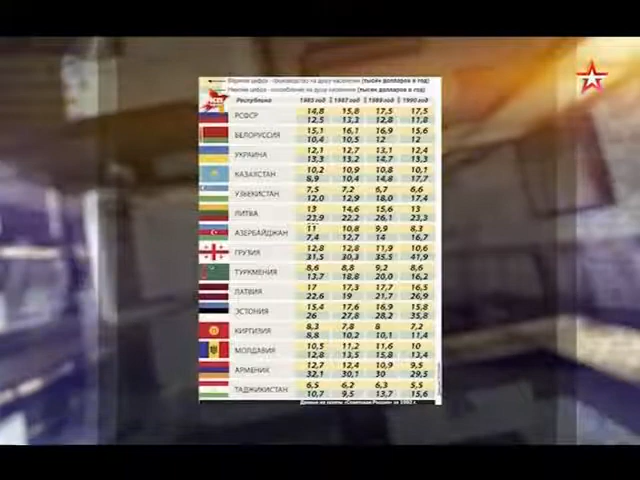 Верхняя цифра - производство на душу населения (тысяч долларов в год)
Нижняя цифра - потребление на душу населения (тысяч долларов в год)
Республика 1985 год 1987 год 1989 год 1990 год
РСФСР 14,8 15,8 17,5 17,5
12,5 13,3 12,8 11,8
БЕЛОРУССИЯ 15,1 16,1 16,9 15,6
10,4 10,5 12 12
УКРАИНА 12,1 12,7 13,1 12,4
13,3 13,2 14,7 13,3
КАЗАХСТАН 10,2 10,9 10,8 10,1
8,9 10,4 14,8 17,7
УЗБЕКИСТАН 7,5 7,2 6,7 6,6
12,0 12,9 18,0 17,4
ЛИТВА 13 14,6 15,6 13
23,9 22,2 26,1 23,3
АЗЕРБАЙДЖАН 11 10,8 9,9 8,3
7,4 12,7 14 16,7
ГРУЗИЯ 12,8 12,8 11,9 10,6
31,5 30,3 35,5 41,9
ТУРКМЕНИЯ 8,6 8,8 9,2 8,6
13,7 18,8 20,0 16,2
ЛАТВИЯ 17 17,3 17,7 16,5
22,6 19 21,7 26,9
ЭСТОНИЯ 15,4 17,6 16,9 15,8
26 27,8 28,2 35,8
КИРГИЗИЯ 8,3 7,8 8 7,2
8,8 10,2 10,1 11,4
МОЛДАВИЯ 10,5 11,2 11,6 10
12,8 13,5 15,8 13,4
АРМЕНИЯ 12,7 12,4 10,9 9,5
32,1 30,1 30 29,5
ТАДЖИКИСТАН 6,5 6,2 6,3 5,5
10,7 9,5 13,7 15,6
Данные из газеты «Советская Россия» за 1992 г.